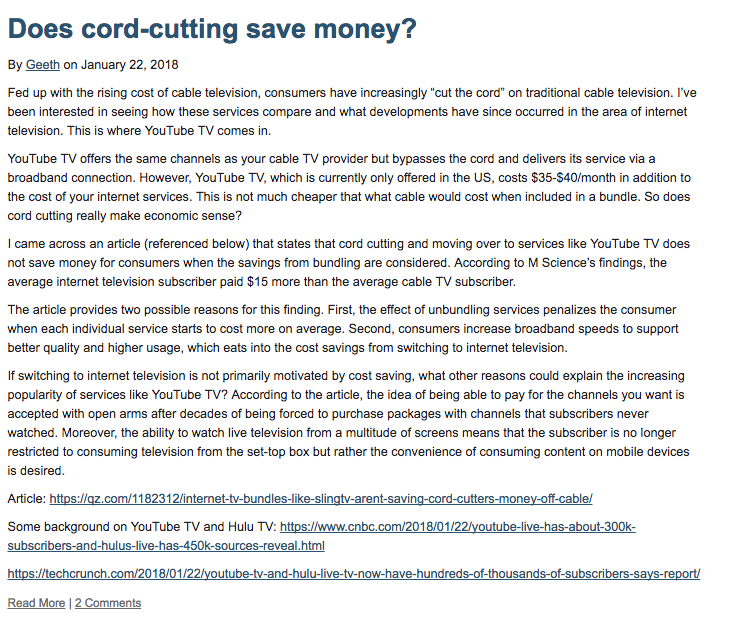 Does cord-cutting save money?
By Geeth on January 22, 2018
Fed up with the rising cost of cable television, consumers have increasingly “cut the cord” on traditional cable television. I’ve
been interested in seeing how these services compare and what developments have since occurred in the area of internet
television. This is where YouTube TV comes in.
YouTube TV offers the same channels as your cable TV provider but bypasses the cord and delivers its service via a
broadband connection. However, YouTube TV, which is currently only offered in the US, costs $35-$40/month in addition to
the cost of your internet services. This is not much cheaper that what cable would cost when included in a bundle. So does
cord cutting really make economic sense?
I came across an article (referenced below) that states that cord cutting and moving over to services like YouTube TV does
not save money for consumers when the savings from bundling are considered. According to M Science’s findings, the
average internet television subscriber paid $15 more than the average cable TV subscriber.
The article provides two possible reasons for this finding. First, the effect of unbundling services penalizes the consumer
when each individual service starts to cost more on average. Second, consumers increase broadband speeds to support
better quality and higher usage, which eats into the cost savings from switching to internet television.
If switching to internet television is not primarily motivated by cost saving, what other reasons could explain the increasing
popularity of services like YouTube TV? According to the article, the idea of being able to pay for the channels you want is
accepted with open arms after decades of being forced to purchase packages with channels that subscribers never
watched. Moreover, the ability to watch live television from a multitude of screens means that the subscriber is no longer
restricted to consuming television from the set-top box but rather the convenience of consuming content on mobile devices
is desired.
Article: https://qz.com/1182312/internet-tv-bundles-like-slingtv-arent-saving-cord-cutters-money-off-cable/
Some background on YouTube TV and Hulu TV: https://www.cnbc.com/2018/01/22/youtube-live-has-about-300k-
subscribers-and-hulus-live-has-450k-sources-reveal.html
https://techcrunch.com/2018/01/22/youtube-tv-and-hulu-live-tv-now-have-hundreds-of-thousands-of-subscribers-says-report/
Read More | 2 Comments